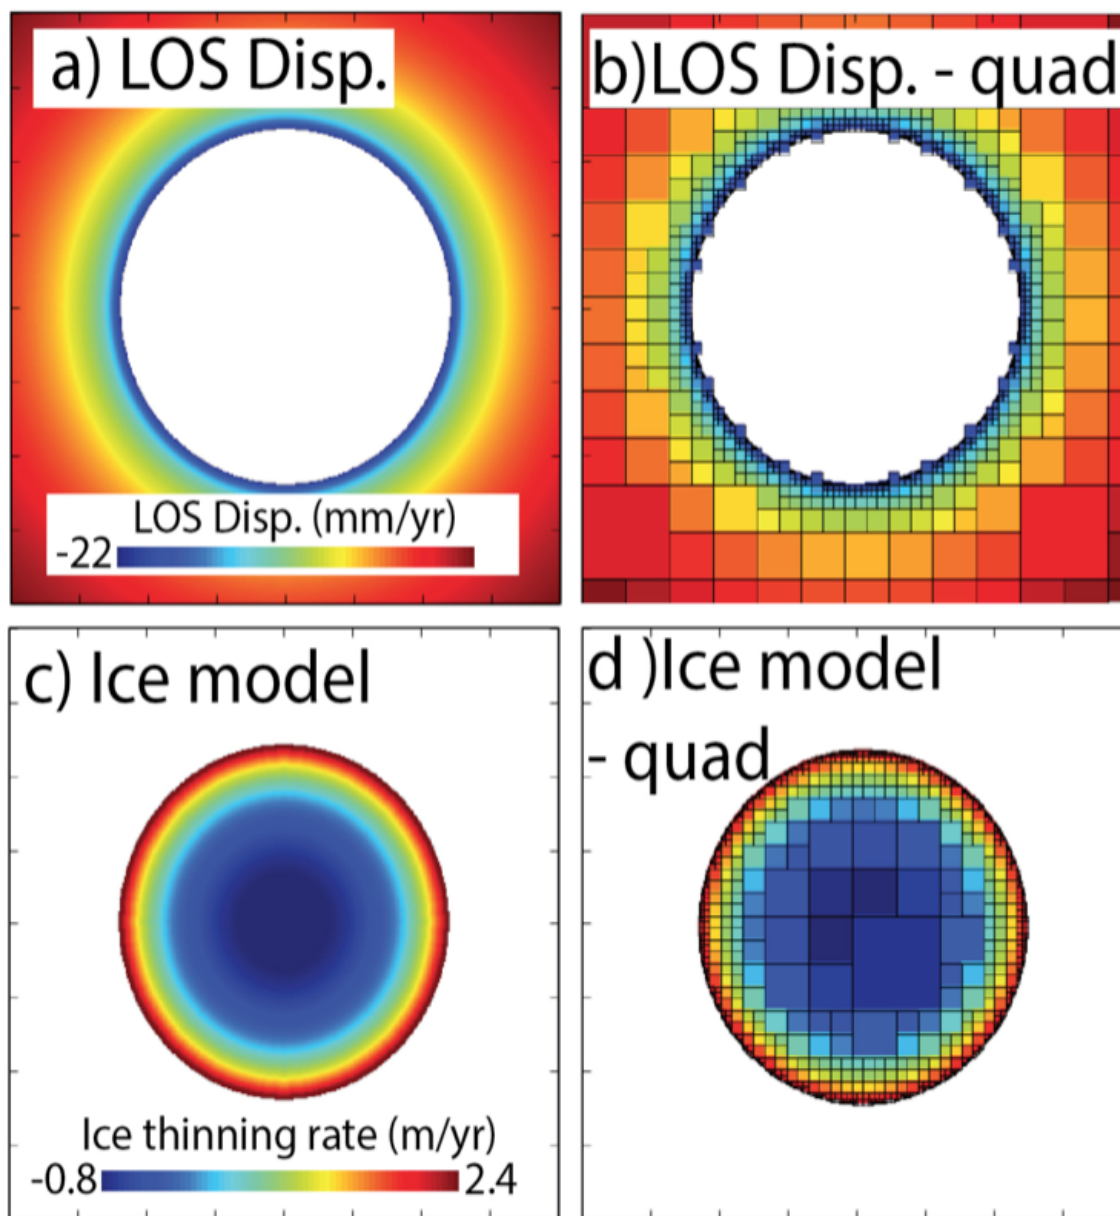 a) LOS Disp.
b)LOS Disp. - quad
LOS Disp. (mm/yr)
-22
c) Ice model
d )Ice model
- quad
Ice thinning rate (m/yr)
-0.8 2.4